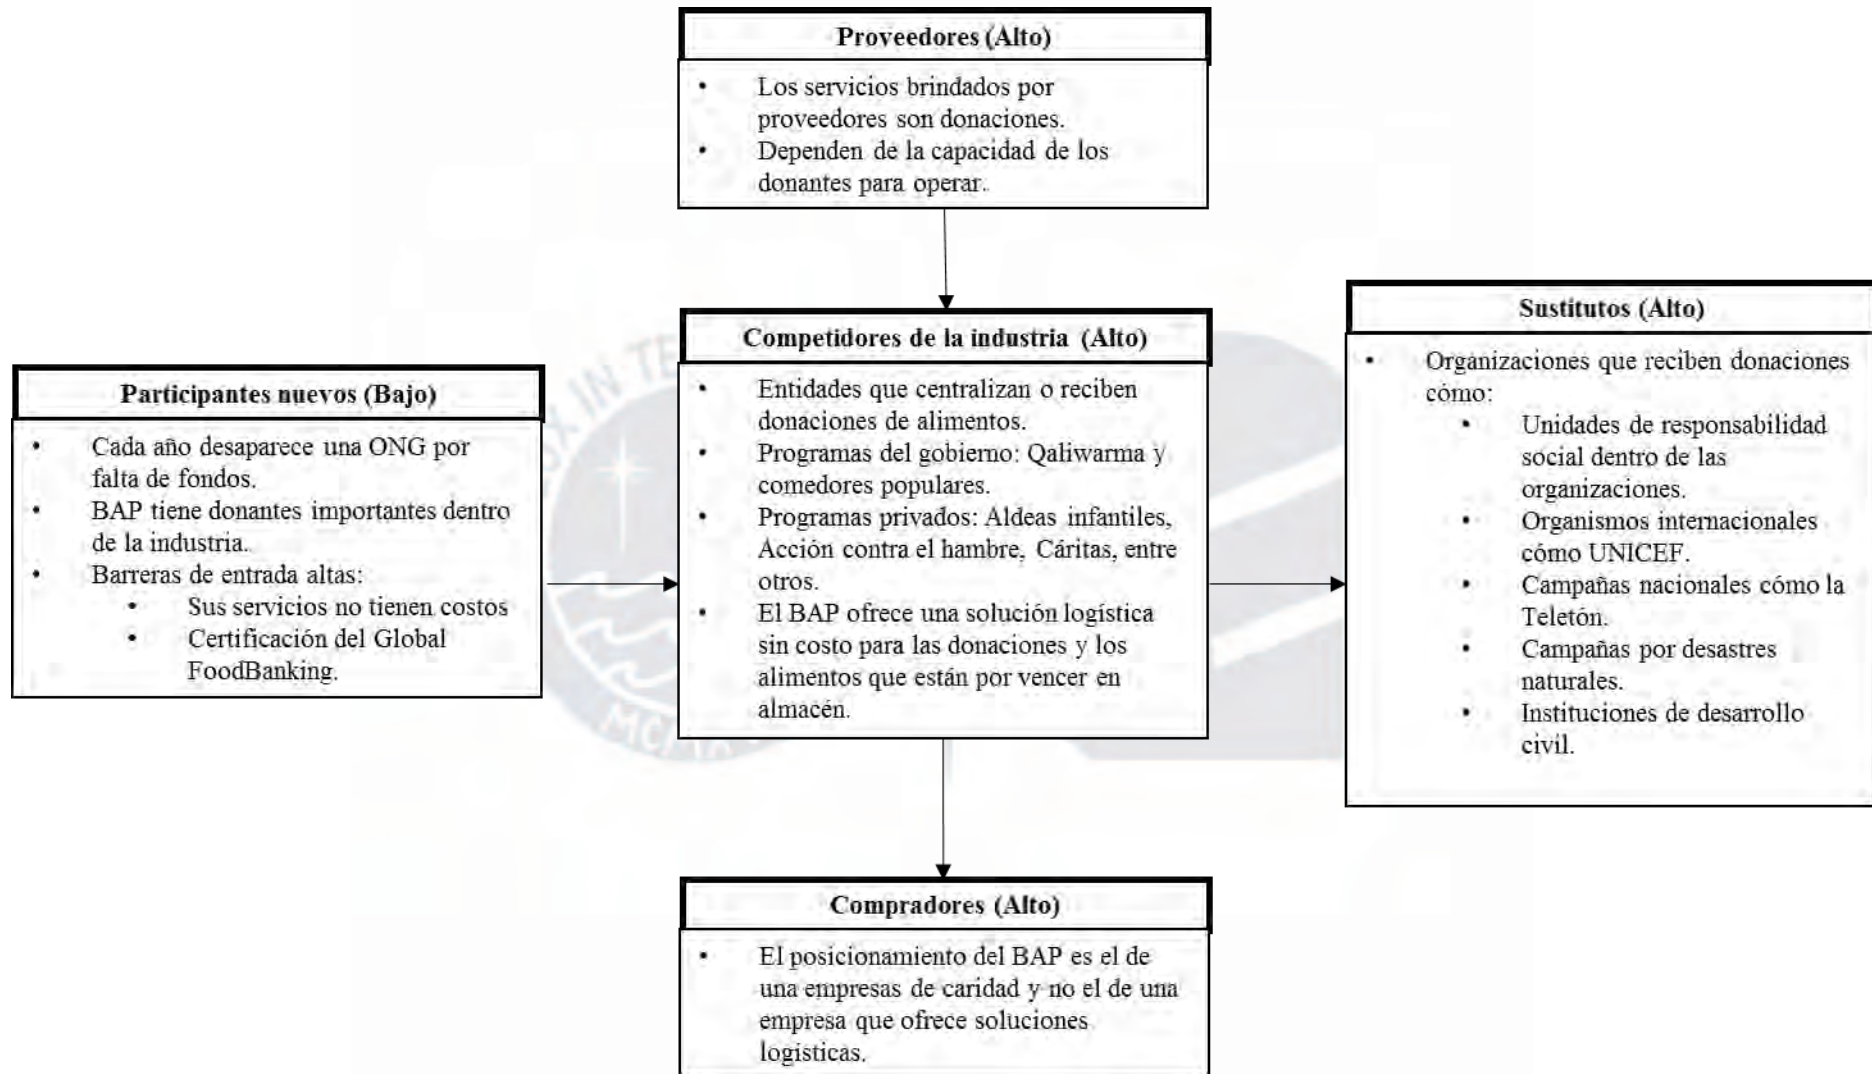 Proveedores (Alto)
• Los servicios brindados por
proveedores son donaciones.
• Dependen de la capacidad de los
donantes para operar.
Participantes nuevos (Bajo)
• Cada año desaparece una ONG por
falta de fondos.
• BAP tiene donantes importantes dentro
de la industria.
• Barreras de entrada altas:
• Sus servicios no tienen costos
• Certificación del Global
FoodBanking.
Competidores de la industria (Alto)
• Entidades que centralizan o reciben
donaciones de alimentos.
• Programas del gobierno: Qaliwarma y
comedores populares.
• Programas privados: Aldeas infantiles,
Acción contra el hambre, Cáritas, entre
otros.
• El BAP ofrece una solución logística
sin costo para las donaciones y los
alimentos que están por vencer en
almacén.
Sustitutos (Alto)
• Organizaciones que reciben donaciones
cómo:
• Unidades de responsabilidad
social dentro de las
organizaciones.
• Organismos internacionales
cómo UNICEF.
• Campañas nacionales cómo la
Teletón.
• Campañas por desastres
naturales.
• Instituciones de desarrollo
civil.
Compradores (Alto)
• El posicionamiento del BAP es el de
una empresas de caridad y no el de una
empresa que ofrece soluciones
logísticas.